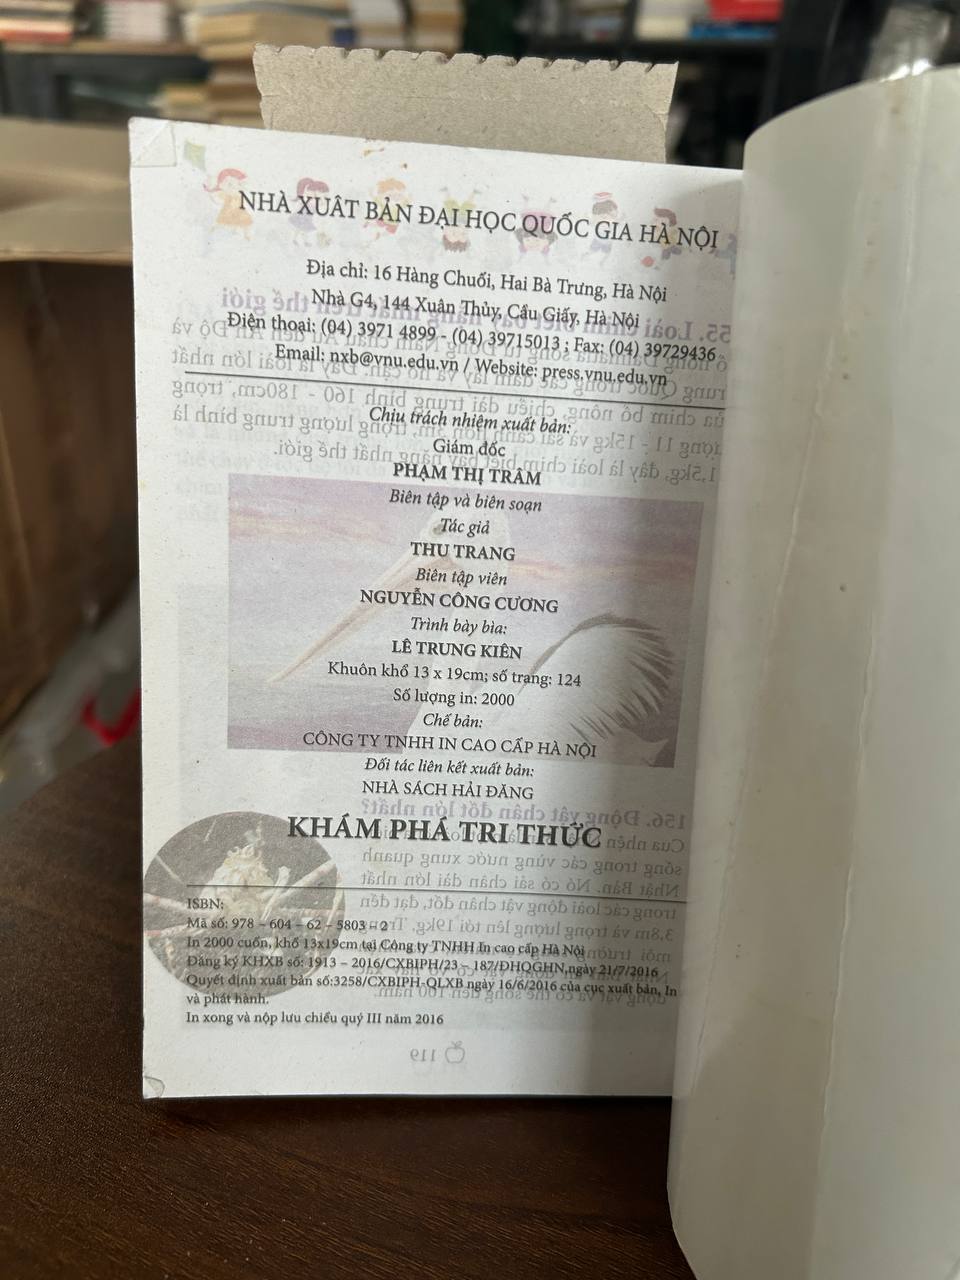 NHÀ XUẤT BẢN ĐẠI HỌC QUỐC GIA HÀ NỘI
Địa chỉ: 16 Hàng Chuối, Hai Bà Trưng, Hà Nội
Nhà G4, 144 Xuân Thủy, Cầu Giấy, Hà Nội
Điện thoại: (04) 3971 4899 - (04) 39715013 ; Fax: (04) 39729436
Email: nxb@vnu.edu.vn / Website: press.vnu.edu.vn
Chịu trách nhiệm xuất bản:
Giám đốc
PHẠM THỊ TRÂM
Biên tập và biên soạn
Tác giả
THU TRANG
Biên tập viên
NGUYỄN CÔNG CƯƠNG
Trình bày bìa:
LÊ TRUNG KIÊN
Khuôn khổ 13 x 19cm; số trang: 124
Số lượng in: 2000
Chế bản:
CÔNG TY TNHH IN CAO CẤP HÀ NỘI
Đối tác liên kết xuất bản:
NHÀ SÁCH HẢI ĐĂNG
KHÁM PHÁ TRI THỨC
ISBN:
Mã số: 978 – 604 – 62 – 5803 – 2
In 2000 cuốn, khổ 13x19cm tại Công ty TNHH In cao cấp Hà Nội
Đăng ký KHXB số: 1913 – 2016/CXBIPH/23 – 187/ĐHQGHN,ngày 21/7/2016
Quyết định xuất bản số:3258/CXBIPH-QLXB ngày 16/6/2016 của cục xuất bản, In
và phát hành.
In xong và nộp lưu chiểu quý III năm 2016